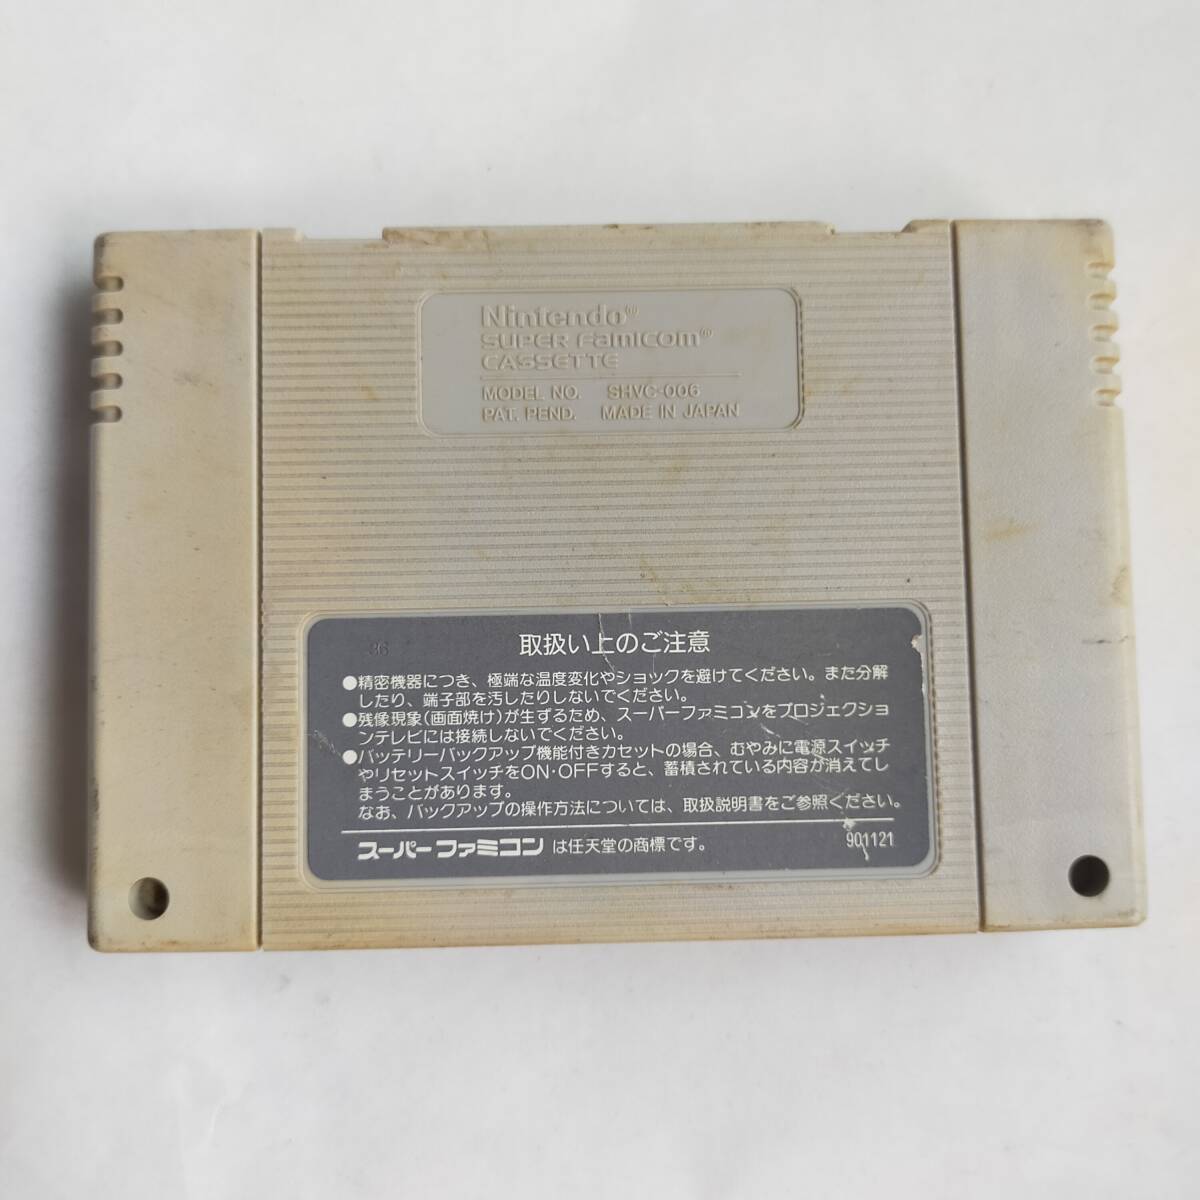 Nintendo®
SUPER Famicom®
CASSETTE
MODEL NO. SHVC-006
PAT. PEND. MADE IN JAPAN
36
取扱い上のご注意
●精密機器につき、極端な温度変化やショックを避けてください。また分解
したり、端子部を汚したりしないでください。
●残像現象(画面焼け)が生ずるため、スーパーファミコンをプロジェクショ
ンテレビには接続しないでください。
●バッテリーバックアップ機能付きカセットの場合、むやみに電源スイッチ
やリセットスイッチをON・OFFすると、蓄積されている内容が消えてし
まうことがあります。
なお、バックアップの操作方法については、取扱説明書をご参照ください。
スーパーファミコン は任天堂の商標です。
901121